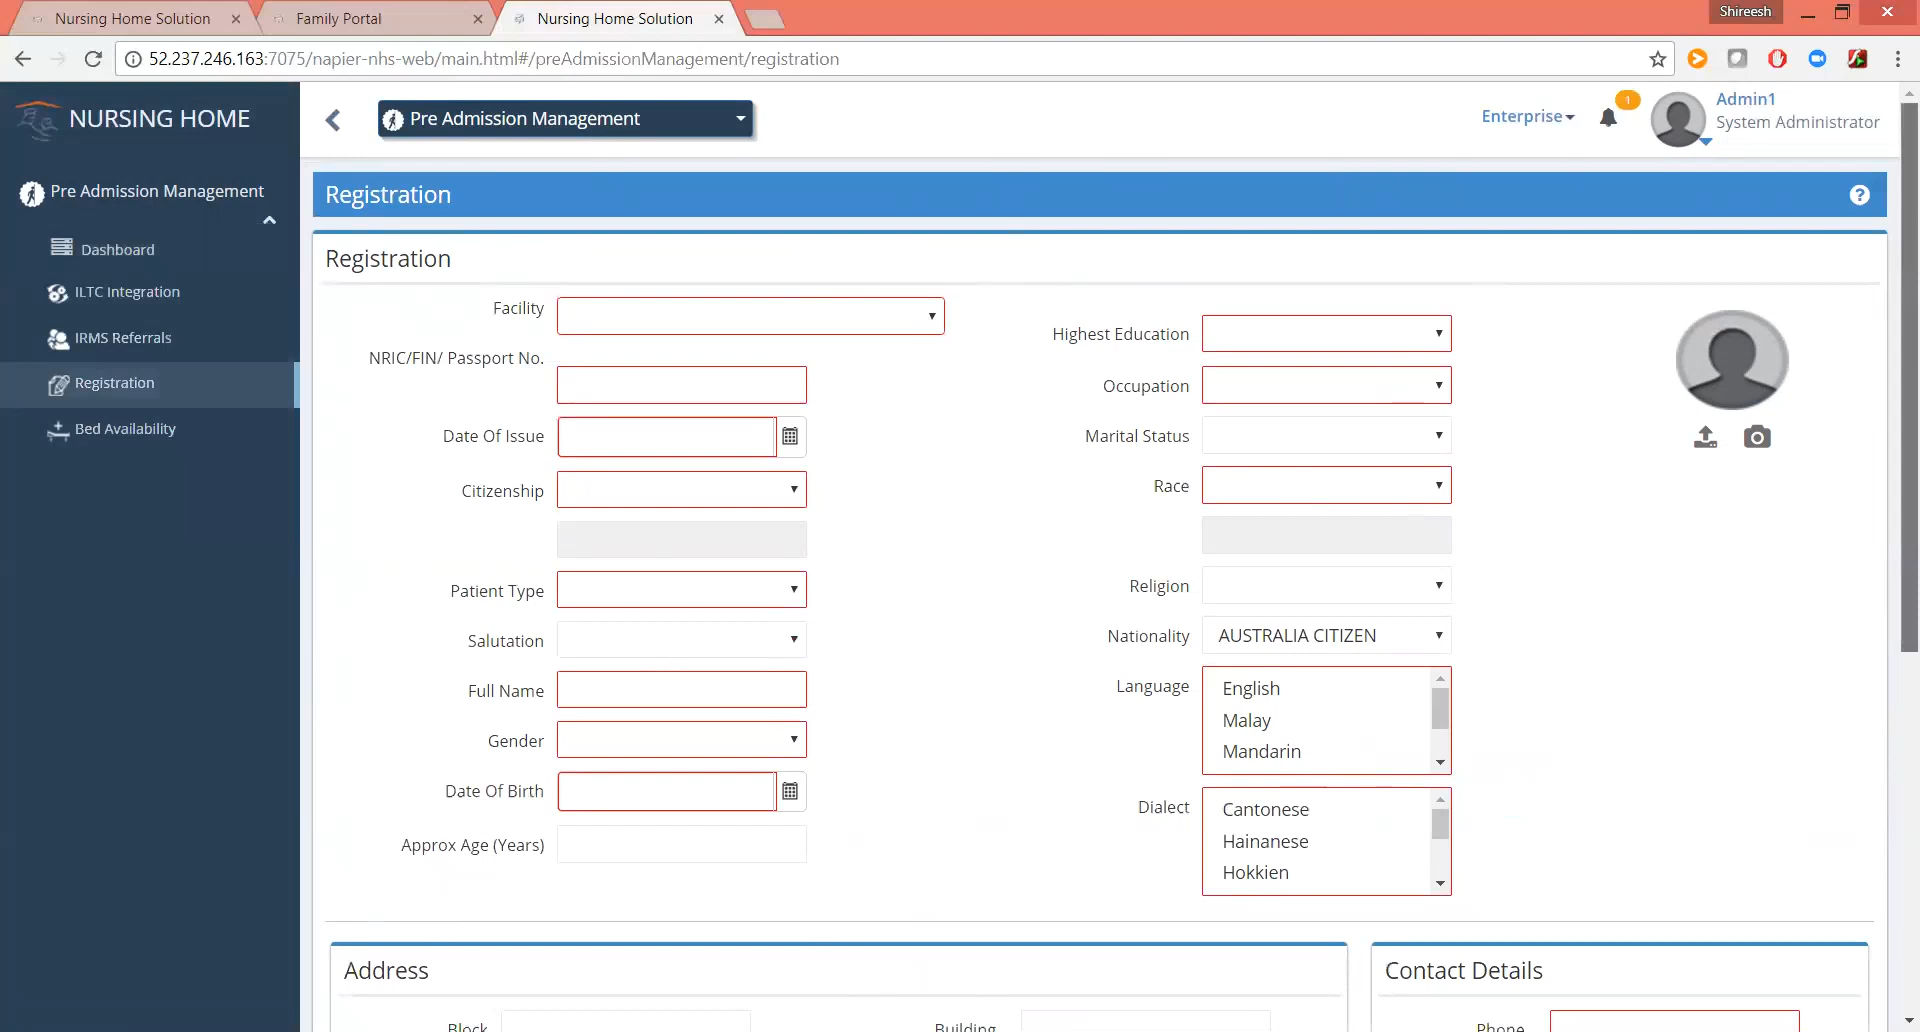 Nursing Home Solution
Family Portal
Nursing Home Solution
Shireesh
52.237.246.163:7075/napier-nhs-web/main.html#/preAdmissionManagement/registration
NURSING HOME
Pre Admission Management
Enterprise
1
Admin1
System Administrator
Pre Admission Management
Dashboard
ILTC Integration
IRMS Referrals
Registration
Bed Availability
Registration
?
Registration
Facility
NRIC/FIN/ Passport No.
Date Of Issue
Citizenship
Patient Type
Salutation
Full Name
Gender
Date Of Birth
Approx Age (Years)
Highest Education
Occupation
Marital Status
Race
Religion
Nationality AUSTRALIA CITIZEN
Language
English
Malay
Mandarin
Dialect
Cantonese
Hainanese
Hokkien
Address
Block
Building
Contact Details
Phone